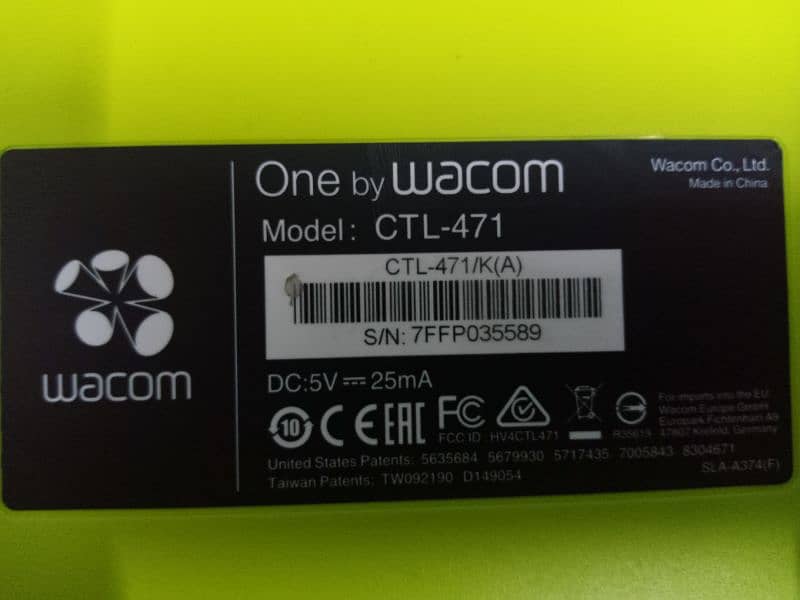 One by wacom
Wacom Co., Ltd.
Made in China
Model: CTL-471
CTL-471/K(A)
S/N: 7FFP035589
wacom
DC:5V ⎓ 25mA
10 CE EAC FC
FCC ID: HV4CTL471
R35613
For imports into the EU:
Wacom Europe GmbH,
Europark Fichtenhain A9
47807 Krefeld, Germany
United States Patents: 5635684 5679930 5717435 7005843 8304671
Taiwan Patents: TW092190 D149054
SLA-A374(F)